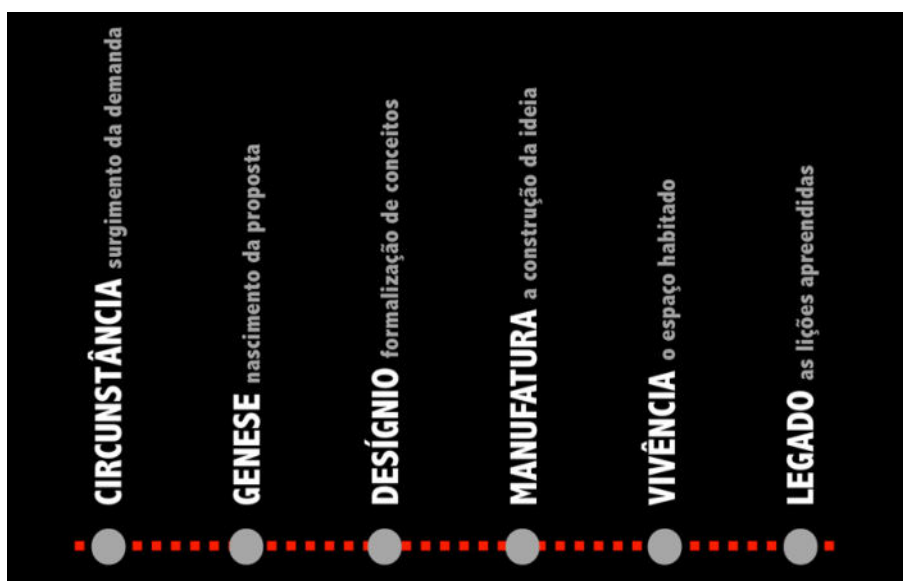 CIRCUNSTÂNCIA surgimento da demanda
GENESE nascimento da proposta
DESÍGNIO formalização de conceitos
MANUFATURA a construção da ideia
VIVÊNCIA o espaço habitado
LEGADO as lições apreendidas